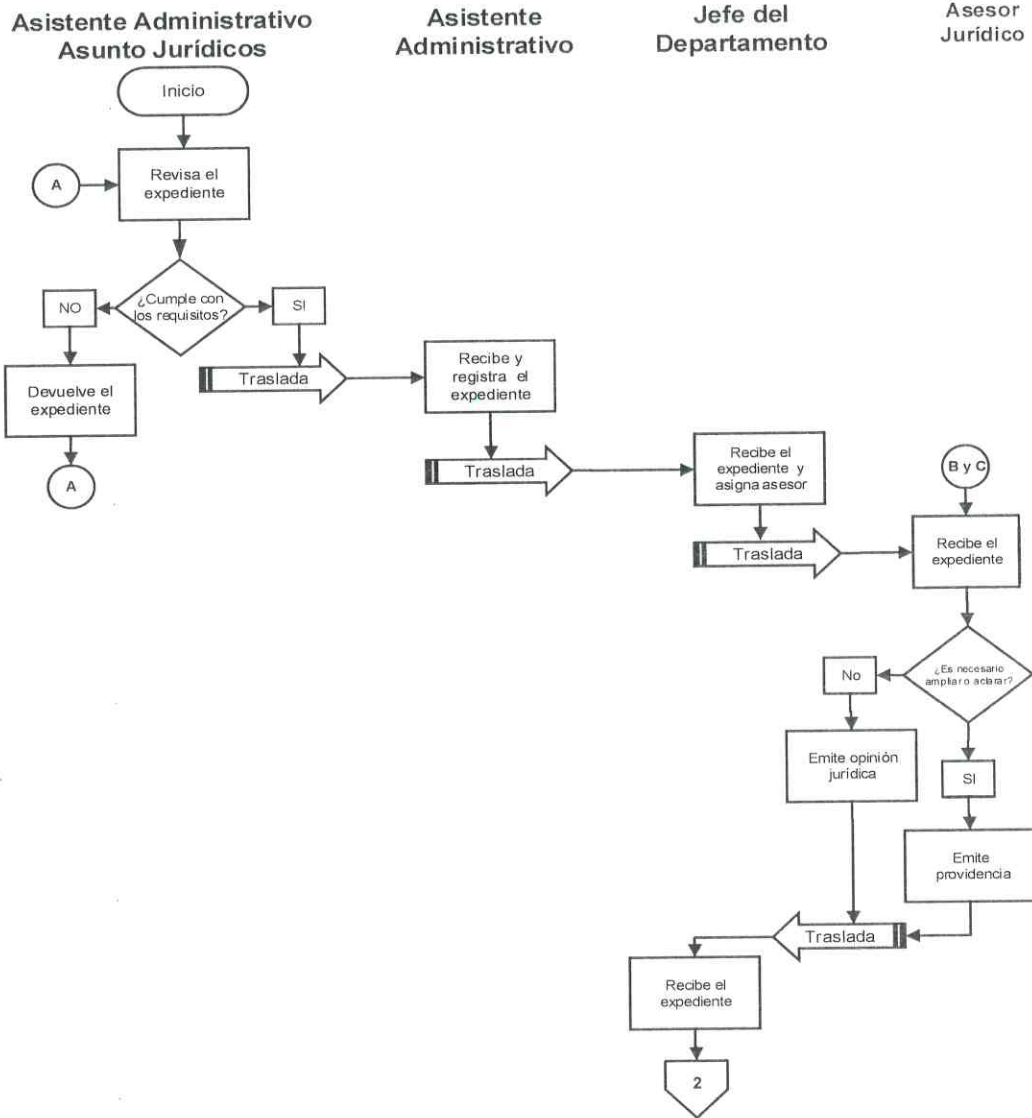 Asistente Administrativo
Asunto Jurídicos
Asistente
Administrativo
Jefe del
Departamento
Asesor
Jurídico
Inicio
A
Revisa el
expediente
¿Cumple con
los requisitos?
NO
SI
Devuelve el
expediente
A
Traslada
Recibe y
registra el
expediente
Traslada
Recibe el
expediente y
asigna asesor
Traslada
B y C
Recibe el
expediente
¿Es necesario
ampliar o aclarar?
No
SI
Emite opinión
jurídica
Emite
providencia
Traslada
Recibe el
expediente
2